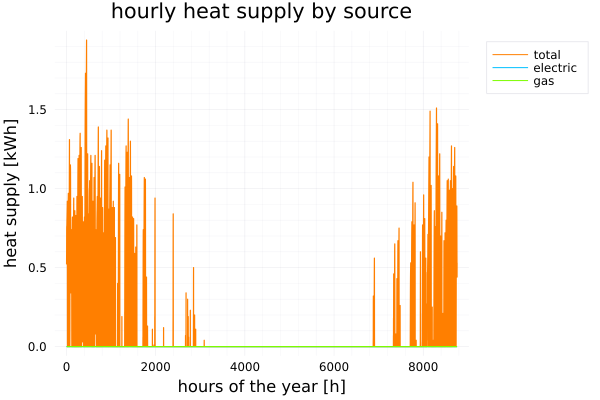 hourly heat supply by source
total
electric
gas
heat supply [kWh]
1.5
1.0
0.5
0.0
0 2000 4000 6000 8000
hours of the year [h]